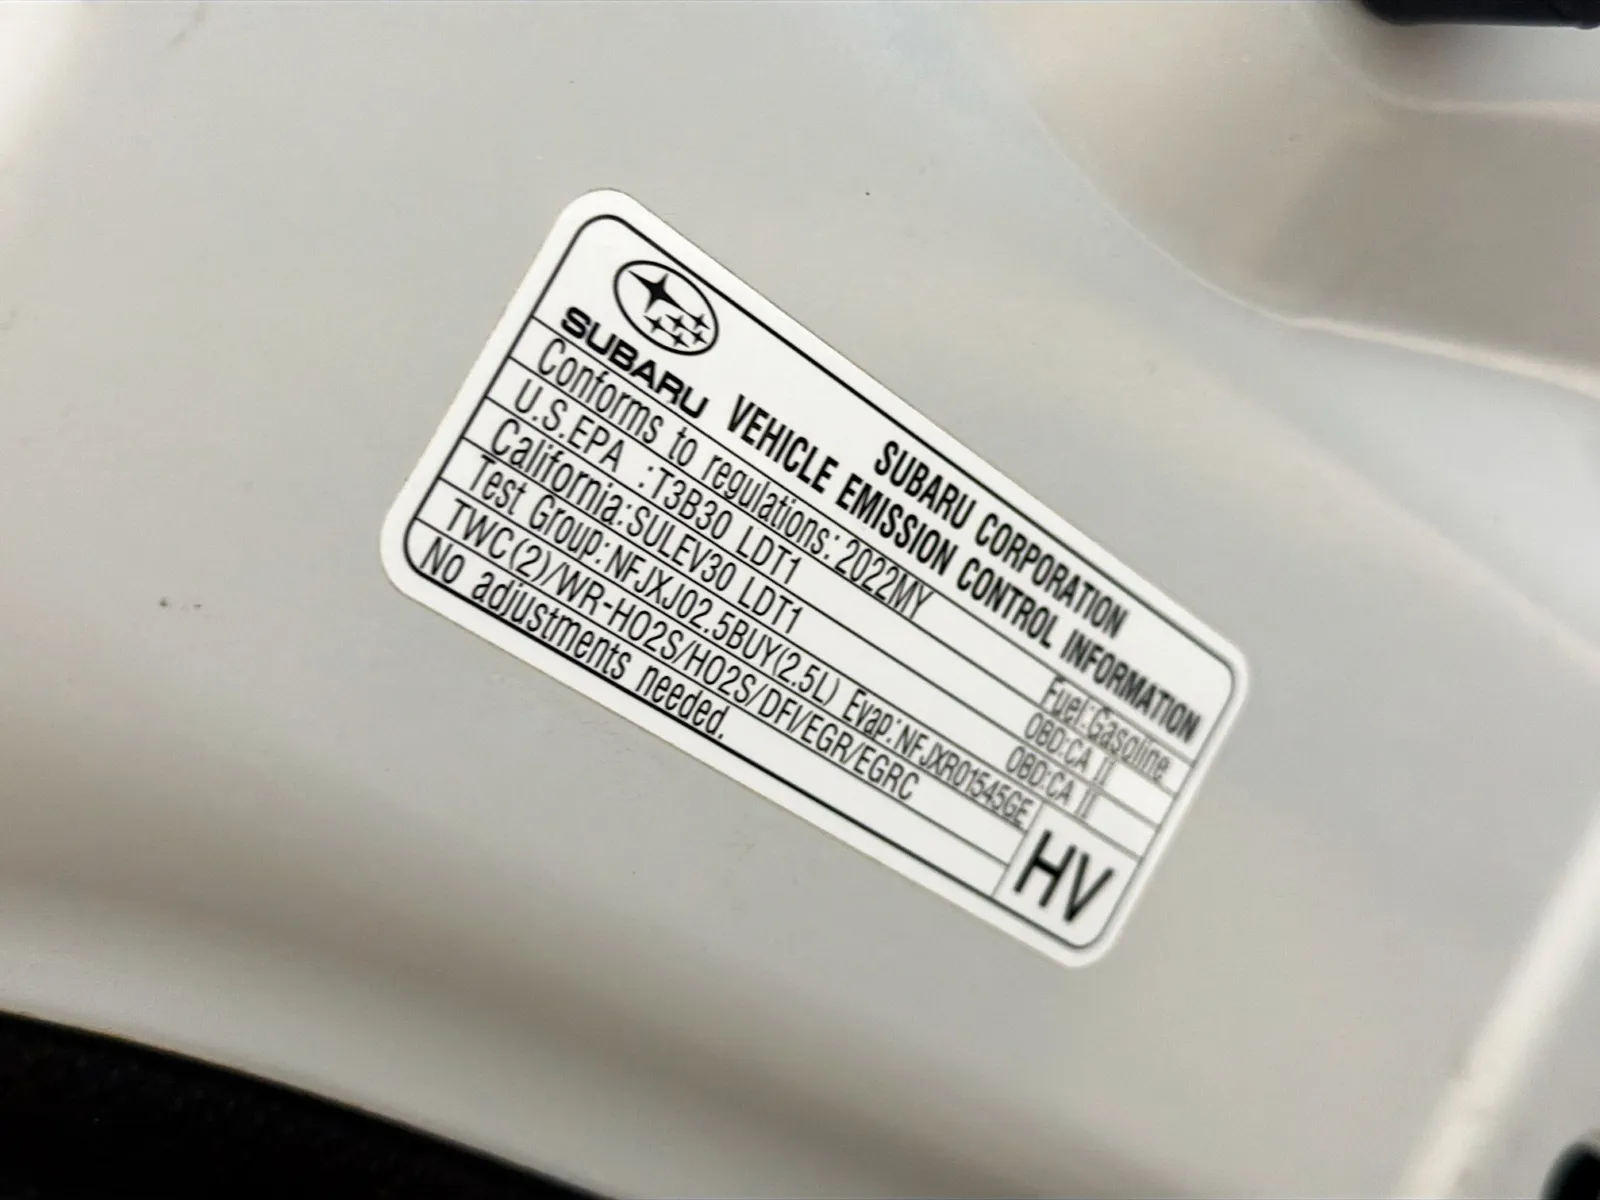 SUBARU
SUBARU CORPORATION
VEHICLE EMISSION CONTROL INFORMATION
Conforms to regulations: 2022MY Fuel:Gasoline
U.S.EPA :T3B30 LDT1 OBD:CA II
California:SULEV30 LDT1 OBD:CA II
Test Group:NFJXJ02.5BUY(2.5L) Evap:NFJXR01545GE
TWC(2)/WR-HO2S/HO2S/DFI/EGR/EGRC
No adjustments needed.
HV